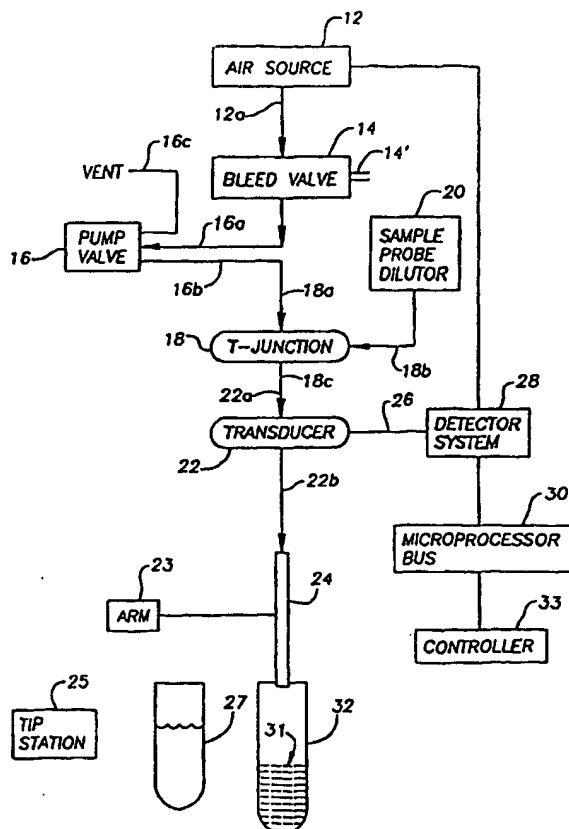 12
AIR SOURCE
12a
14
14'
BLEED VALVE
16c
VENT
20
SAMPLE
PROBE
DILUTOR
16
PUMP
VALVE
16a
16b
18a
18
T-JUNCTION
18b
18c
22a
28
26
DETECTOR
SYSTEM
TRANSDUCER
22
22b
30
MICROPROCESSOR
BUS
23
ARM
24
33
CONTROLLER
25
TIP
STATION
27
31
32